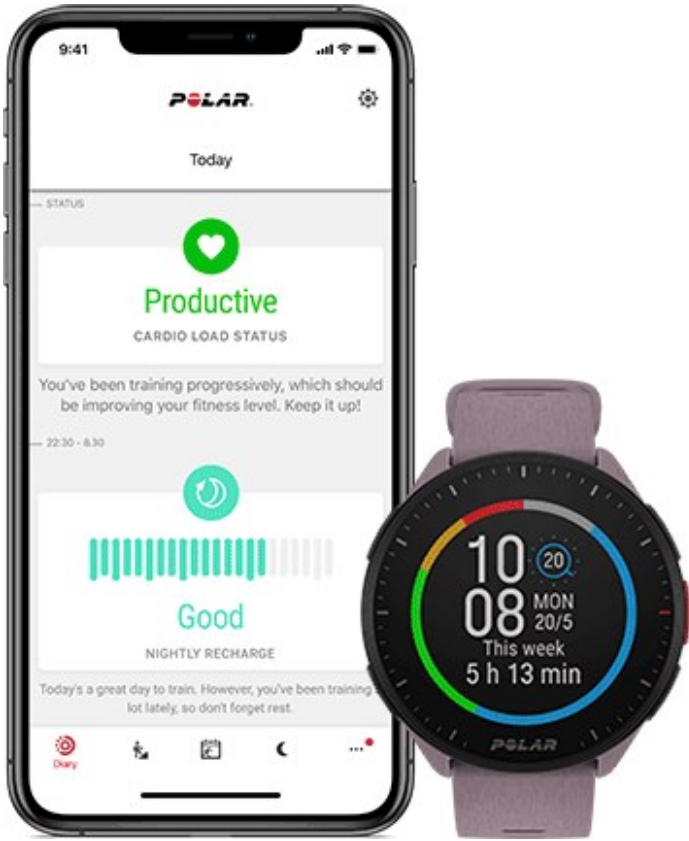 9:41
POLAR
Today
STATUS
Productive
CARDIO LOAD STATUS
You've been training progressively, which should
be improving your fitness level. Keep it up!
22:30 - 8.30
Good
NIGHTLY RECHARGE
Today's a great day to train. However, you've been training
lot lately, so don't forget rest.
Diary
10
20
08
MON
20/5
This week
5 h 13 min
POLAR